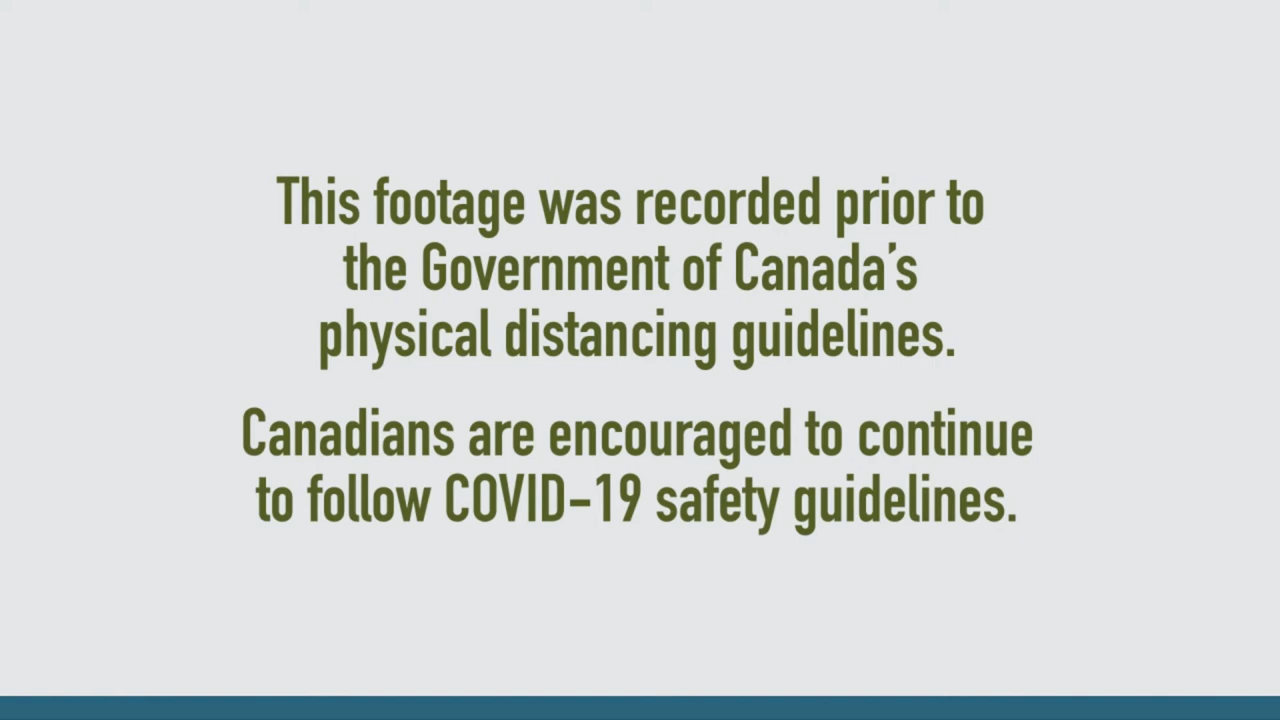 This footage was recorded prior to
the Government of Canada's
physical distancing guidelines.
Canadians are encouraged to continue
to follow COVID-19 safety guidelines.